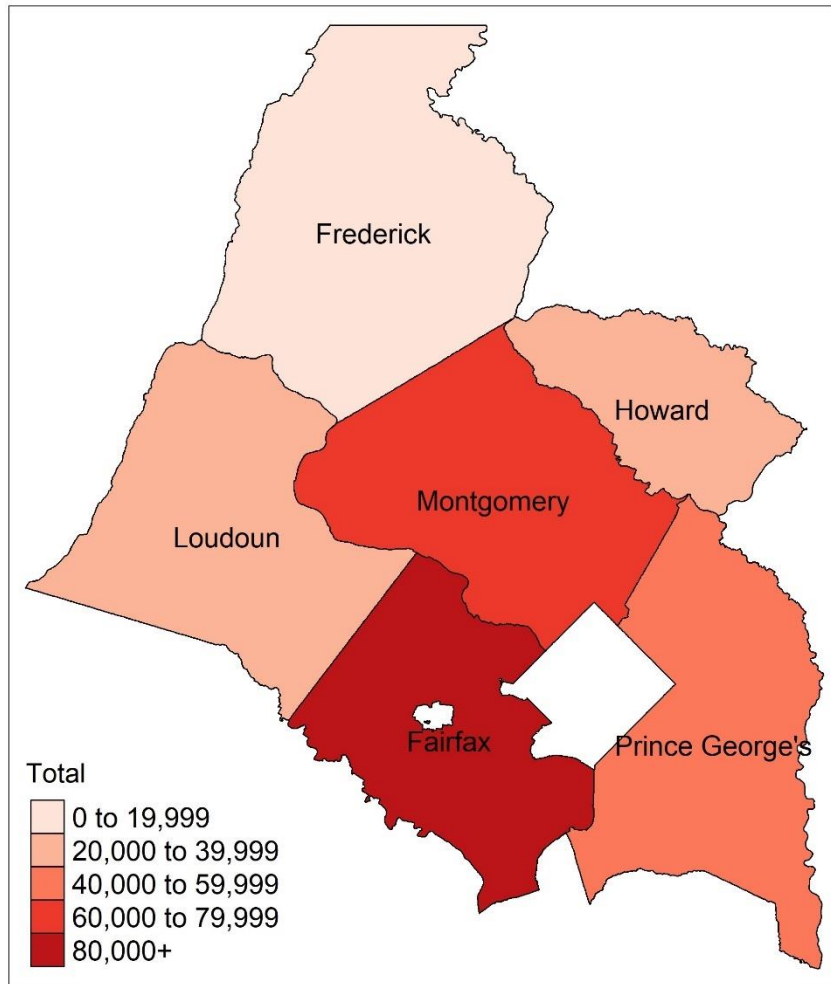 Frederick
Howard
Montgomery
Loudoun
Fairfax
Prince George's
Total
0 to 19,999
20,000 to 39,999
40,000 to 59,999
60,000 to 79,999
80,000+